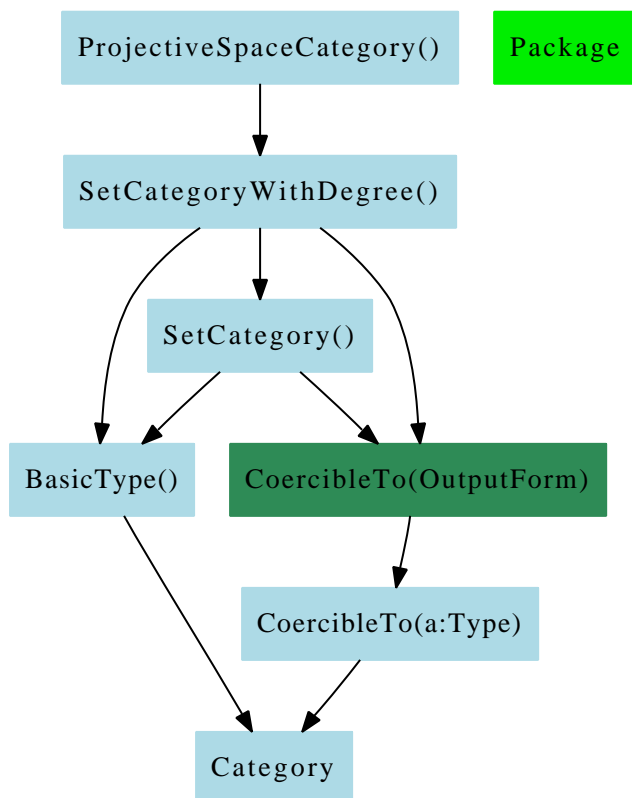 ProjectiveSpaceCategory()
Package
SetCategoryWithDegree()
SetCategory()
BasicType()
CoercibleTo(OutputForm)
CoercibleTo(a:Type)
Category